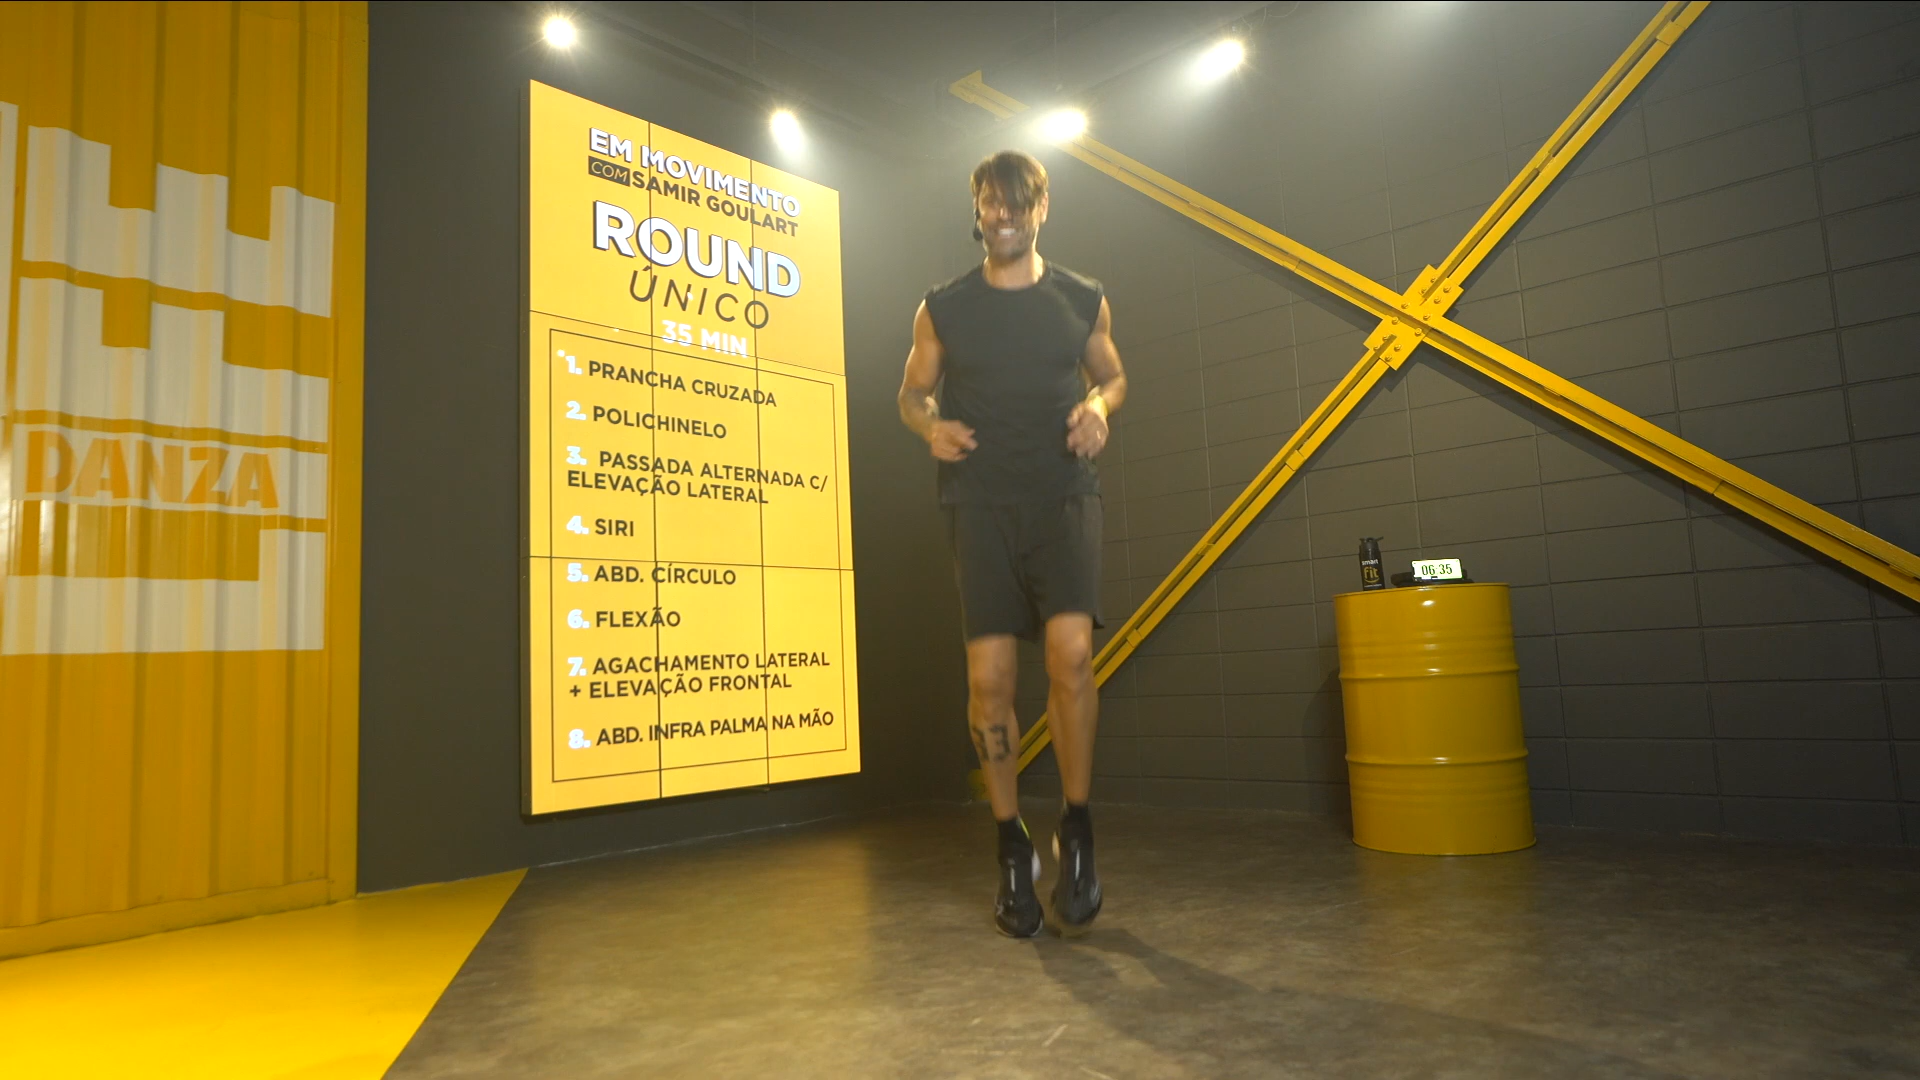 EM MOVIMENTO
COM SAMIR GOULART
ROUND
ÚNICO
35 MIN
1. PRANCHA CRUZADA
2. POLICHINELO
3. PASSADA ALTERNADA C/
ELEVAÇÃO LATERAL
4. SIRI
5. ABD. CÍRCULO
6. FLEXÃO
7. AGACHAMENTO LATERAL
+ ELEVAÇÃO FRONTAL
8. ABD. INFRA PALMA NA MÃO
DANZA
smart
fit
06:35